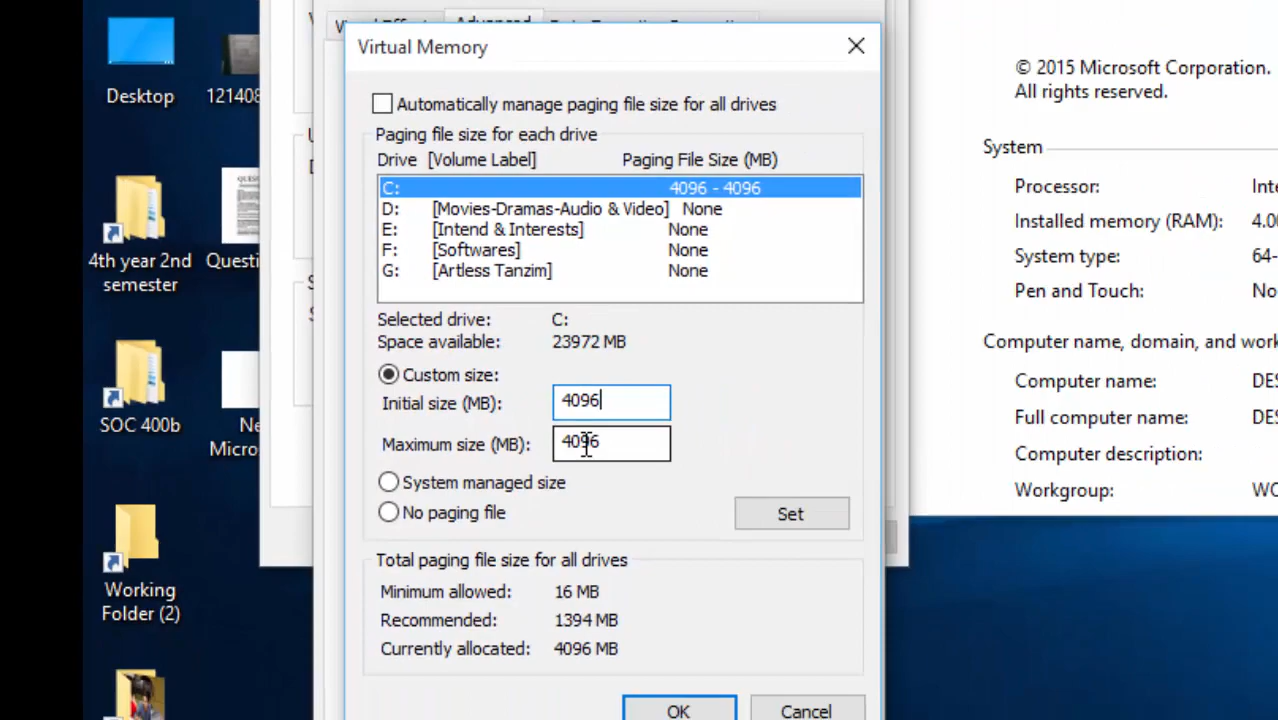 Desktop
121408
4th year 2nd
semester
Questi
SOC 400b
Ne
Micros
Working
Folder (2)
Advanced
Virtual Memory
Automatically manage paging file size for all drives
Paging file size for each drive
Drive [Volume Label] Paging File Size (MB)
C: 4096 - 4096
D: [Movies-Dramas-Audio & Video] None
E: [Intend & Interests] None
F: [Softwares] None
G: [Artless Tanzim] None
Selected drive: C:
Space available: 23972 MB
Custom size:
Initial size (MB): 4096
Maximum size (MB): 4096
System managed size
No paging file
Set
Total paging file size for all drives
Minimum allowed: 16 MB
Recommended: 1394 MB
Currently allocated: 4096 MB
OK Cancel
© 2015 Microsoft Corporation.
All rights reserved.
System
Processor: Inte
Installed memory (RAM): 4.00
System type: 64-
Pen and Touch: No
Computer name, domain, and work
Computer name: DES
Full computer name: DES
Computer description:
Workgroup: WO